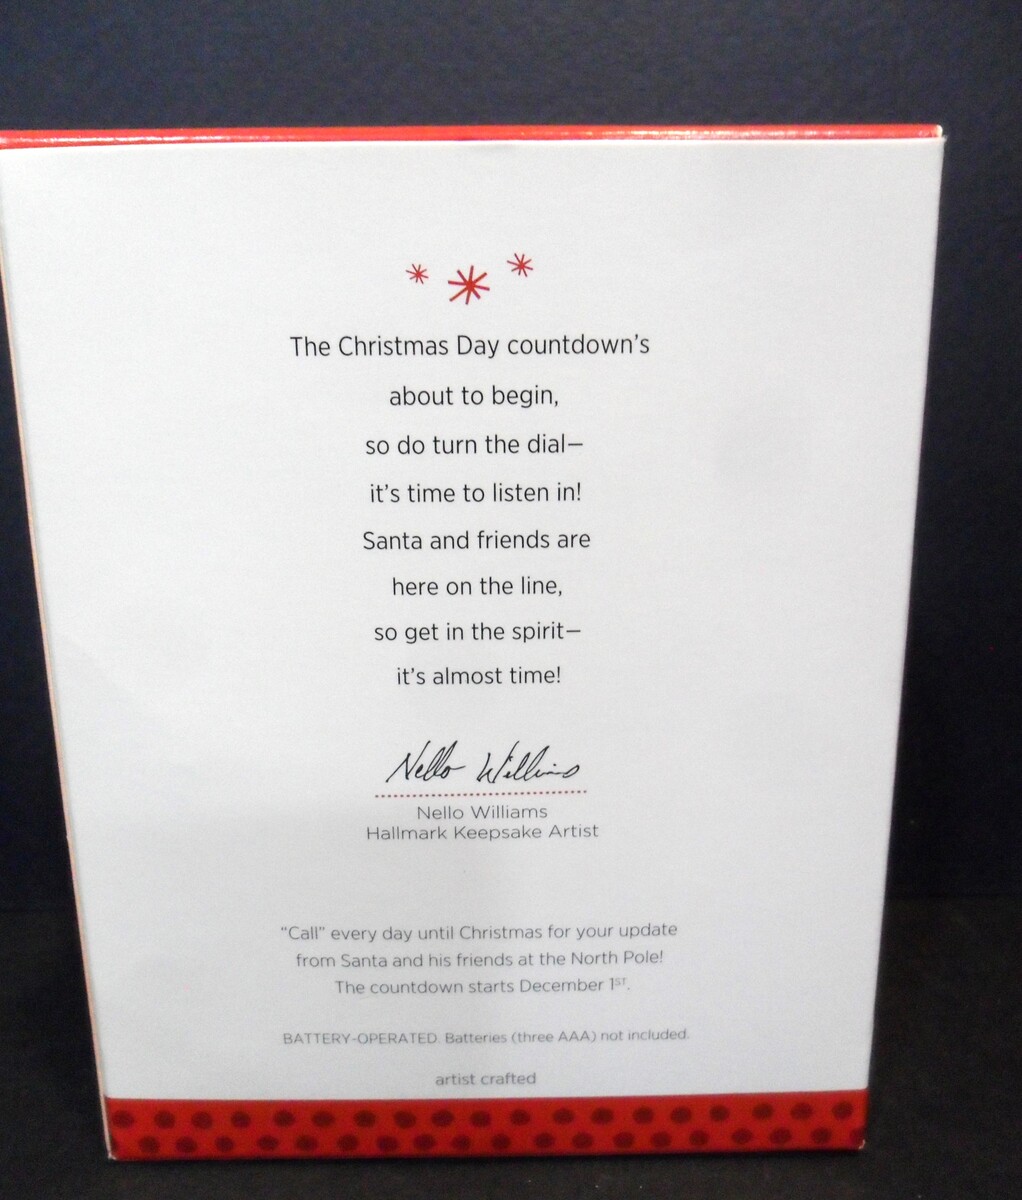 The Christmas Day countdown's
about to begin,
so do turn the dial—
it's time to listen in!
Santa and friends are
here on the line,
so get in the spirit—
it's almost time!
Nello Williams
Nello Williams
Hallmark Keepsake Artist
"Call" every day until Christmas for your update
from Santa and his friends at the North Pole!
The countdown starts December 1ST.
BATTERY-OPERATED. Batteries (three AAA) not included.
artist crafted